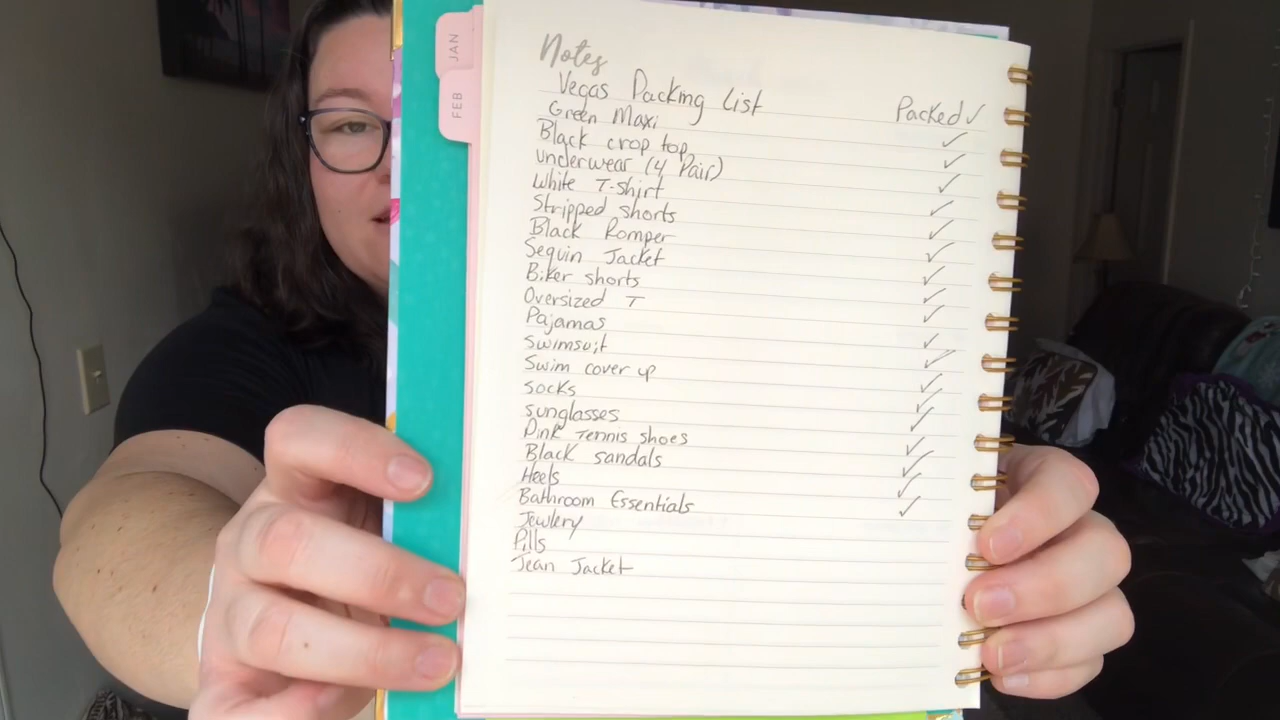 JAN
FEB
Notes
Vegas Packing List Packed ✓
Green Maxi ✓
Black crop top ✓
underwear (4 Pair) ✓
White T-shirt ✓
Stripped shorts ✓
Black Romper ✓
Sequin Jacket ✓
Biker shorts ✓
Oversized T ✓
Pajamas ✓
Swimsuit ✓
Swim cover up ✓
socks ✓
sunglasses ✓
Pink Tennis shoes ✓
Black sandals ✓
Heels ✓
Bathroom Essentials ✓
Jewlery
Pills
Jean Jacket